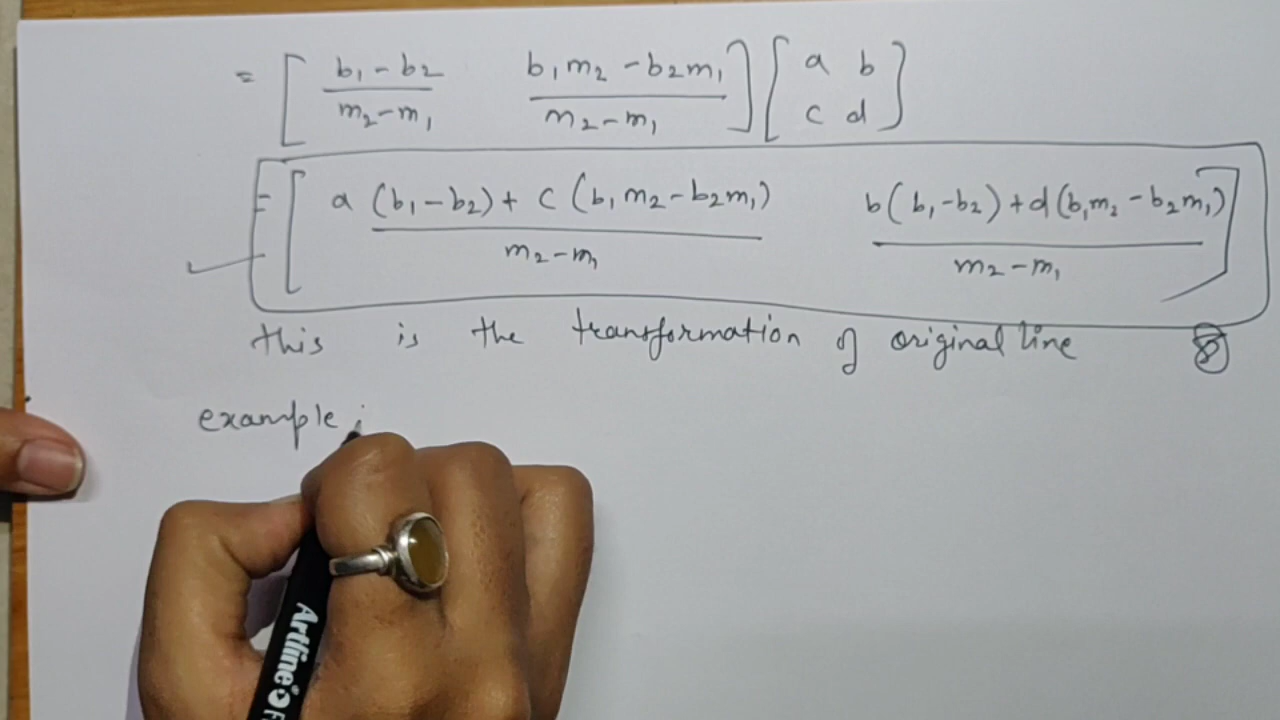 = [ (b₁ - b₂)/(m₂ - m₁)   (b₁m₂ - b₂m₁)/(m₂ - m₁) ] [ a b
c d ]
= [ (a (b₁ - b₂) + c (b₁m₂ - b₂m₁))/(m₂ - m₁)   (b (b₁ - b₂) + d (b₁m₂ - b₂m₁))/(m₂ - m₁) ]
this is the transformation of original line
example :
Artline